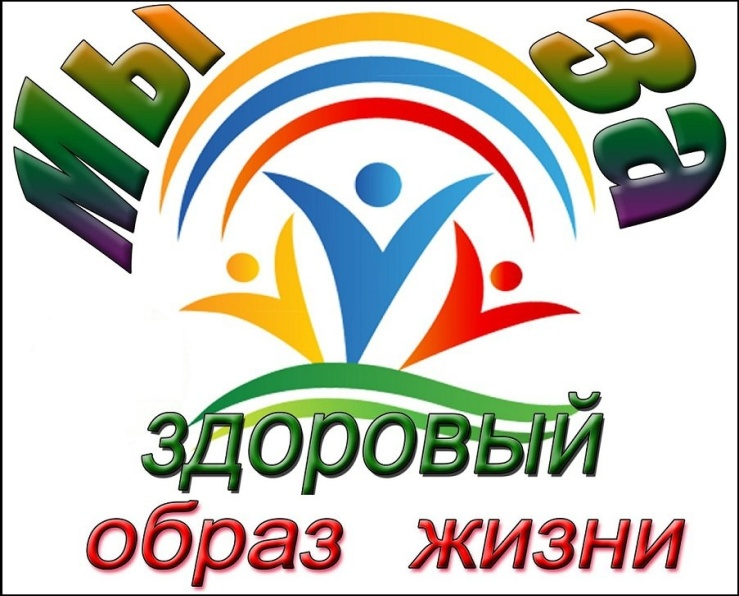 Мы за
здоровый
образ жизни